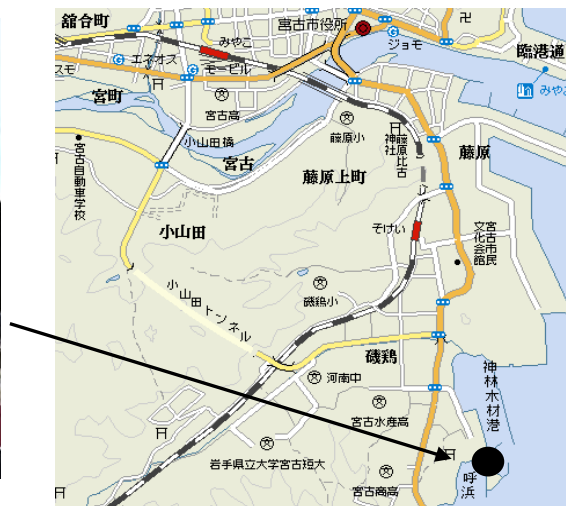 舘合町
みやこ
宮古市役所
ジョモ
臨港通
エネオス
モービル
スモ
みや
宮町
宮古高
小山田橋
藤原小
藤原比古神社
藤原
宮古
藤原上町
宮古自動車学校
小山田
そけい
宮古市民文化会館
小山田トンネル
磯鶏小
磯鶏
神林木材港
河南中
宮古水産高
岩手県立大学宮古短大
宮古商高
呼浜